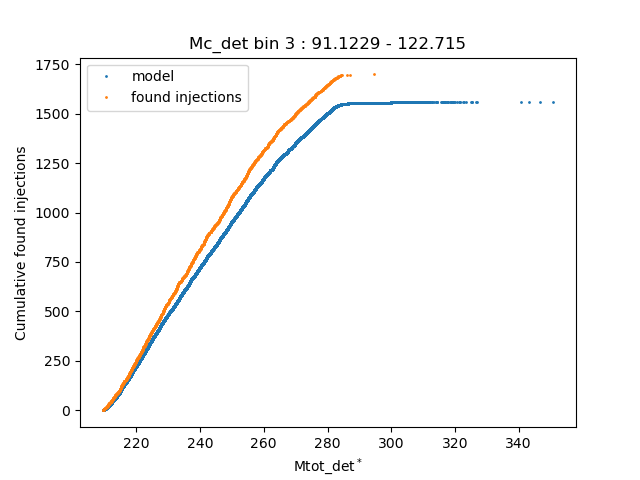 Mc_det bin 3 : 91.1229 - 122.715
model
found injections
1750
1500
1250
1000
750
500
250
0
Cumulative found injections
220 240 260 280 300 320 340
Mtot_det*